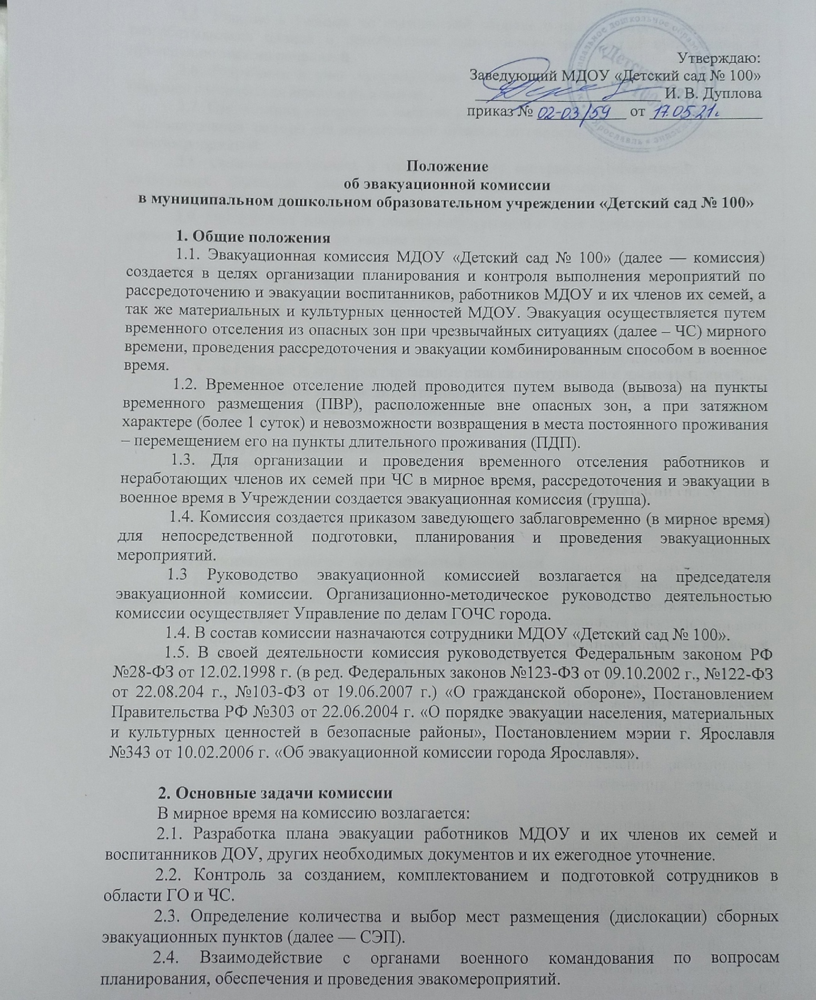 Утверждаю:
Заведующий МДОУ «Детский сад № 100»
И. В. Дуплова
приказ № 02-03/59 от 17.05.21г.
Положение
об эвакуационной комиссии
в муниципальном дошкольном образовательном учреждении «Детский сад № 100»
1. Общие положения
1.1. Эвакуационная комиссия МДОУ «Детский сад № 100» (далее — комиссия)
создается в целях организации планирования и контроля выполнения мероприятий по
рассредоточению и эвакуации воспитанников, работников МДОУ и их членов их семей, а
так же материальных и культурных ценностей МДОУ. Эвакуация осуществляется путем
временного отселения из опасных зон при чрезвычайных ситуациях (далее – ЧС) мирного
времени, проведения рассредоточения и эвакуации комбинированным способом в военное
время.
1.2. Временное отселение людей проводится путем вывода (вывоза) на пункты
временного размещения (ПВР), расположенные вне опасных зон, а при затяжном
характере (более 1 суток) и невозможности возвращения в места постоянного проживания
– перемещением его на пункты длительного проживания (ПДП).
1.3. Для организации и проведения временного отселения работников и
неработающих членов их семей при ЧС в мирное время, рассредоточения и эвакуации в
военное время в Учреждении создается эвакуационная комиссия (группа).
1.4. Комиссия создается приказом заведующего заблаговременно (в мирное время)
для непосредственной подготовки, планирования и проведения эвакуационных
мероприятий.
1.3 Руководство эвакуационной комиссией возлагается на председателя
эвакуационной комиссии. Организационно-методическое руководство деятельностью
комиссии осуществляет Управление по делам ГОЧС города.
1.4. В состав комиссии назначаются сотрудники МДОУ «Детский сад № 100».
1.5. В своей деятельности комиссия руководствуется Федеральным законом РФ
№28-ФЗ от 12.02.1998 г. (в ред. Федеральных законов №123-ФЗ от 09.10.2002 г., №122-ФЗ
от 22.08.204 г., №103-ФЗ от 19.06.2007 г.) «О гражданской обороне», Постановлением
Правительства РФ №303 от 22.06.2004 г. «О порядке эвакуации населения, материальных
и культурных ценностей в безопасные районы», Постановлением мэрии г. Ярославля
№343 от 10.02.2006 г. «Об эвакуационной комиссии города Ярославля».
2. Основные задачи комиссии
В мирное время на комиссию возлагается:
2.1. Разработка плана эвакуации работников МДОУ и их членов их семей и
воспитанников ДОУ, других необходимых документов и их ежегодное уточнение.
2.2. Контроль за созданием, комплектованием и подготовкой сотрудников в
области ГО и ЧС.
2.3. Определение количества и выбор мест размещения (дислокации) сборных
эвакуационных пунктов (далее — СЭП).
2.4. Взаимодействие с органами военного командования по вопросам
планирования, обеспечения и проведения эвакомероприятий.